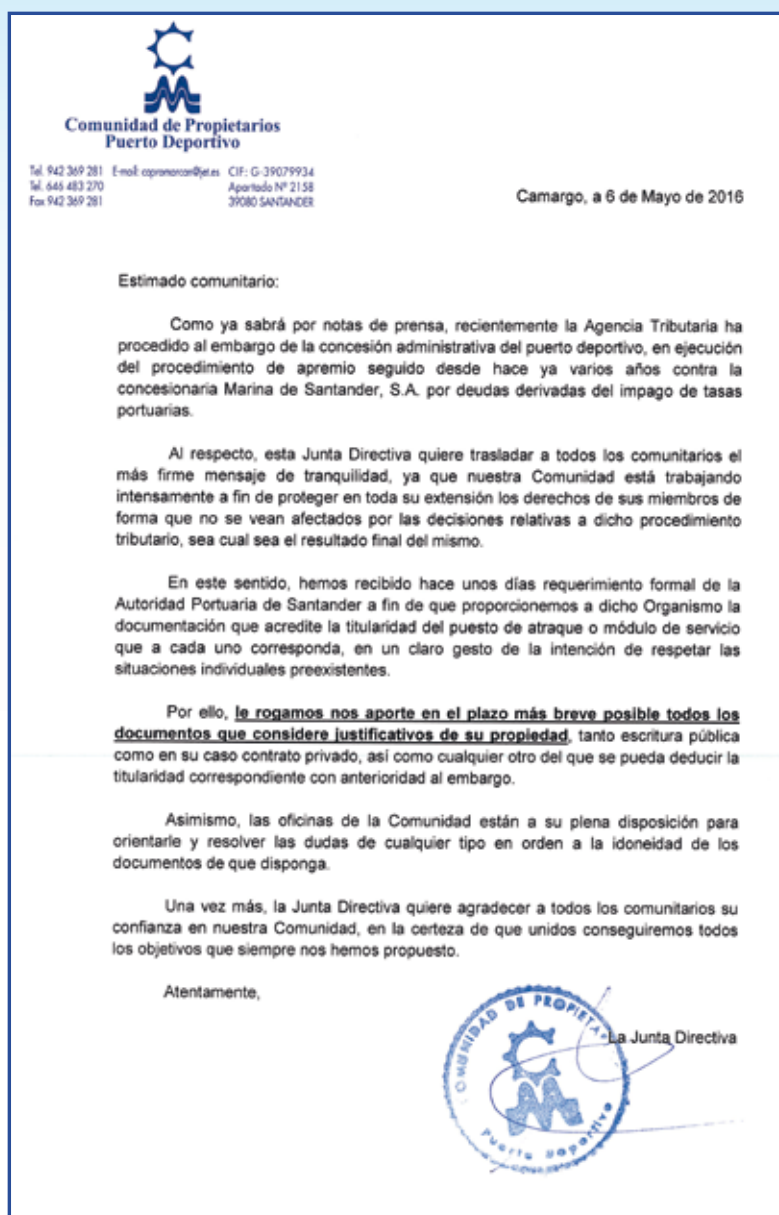 Comunidad de Propietarios
Puerto Deportivo
Tel. 942 369 281 E-mail: copromarcan@jet.es CIF: G-39079934
Tel. 646 483 270 Apartado Nº 2158
Fax 942 369 281 39080 SANTANDER
Camargo, a 6 de Mayo de 2016
Estimado comunitario:
Como ya sabrá por notas de prensa, recientemente la Agencia Tributaria ha
procedido al embargo de la concesión administrativa del puerto deportivo, en ejecución
del procedimiento de apremio seguido desde hace ya varios años contra la
concesionaria Marina de Santander, S.A. por deudas derivadas del impago de tasas
portuarias.
Al respecto, esta Junta Directiva quiere trasladar a todos los comunitarios el
más firme mensaje de tranquilidad, ya que nuestra Comunidad está trabajando
intensamente a fin de proteger en toda su extensión los derechos de sus miembros de
forma que no se vean afectados por las decisiones relativas a dicho procedimiento
tributario, sea cual sea el resultado final del mismo.
En este sentido, hemos recibido hace unos días requerimiento formal de la
Autoridad Portuaria de Santander a fin de que proporcionemos a dicho Organismo la
documentación que acredite la titularidad del puesto de atraque o módulo de servicio
que a cada uno corresponda, en un claro gesto de la intención de respetar las
situaciones individuales preexistentes.
Por ello, le rogamos nos aporte en el plazo más breve posible todos los
documentos que considere justificativos de su propiedad, tanto escritura pública
como en su caso contrato privado, así como cualquier otro del que se pueda deducir la
titularidad correspondiente con anterioridad al embargo.
Asimismo, las oficinas de la Comunidad están a su plena disposición para
orientarle y resolver las dudas de cualquier tipo en orden a la idoneidad de los
documentos de que disponga.
Una vez más, la Junta Directiva quiere agradecer a todos los comunitarios su
confianza en nuestra Comunidad, en la certeza de que unidos conseguiremos todos
los objetivos que siempre nos hemos propuesto.
Atentamente,
La Junta Directiva
COMUNIDAD DE PROPIETA
Puerto Deportivo